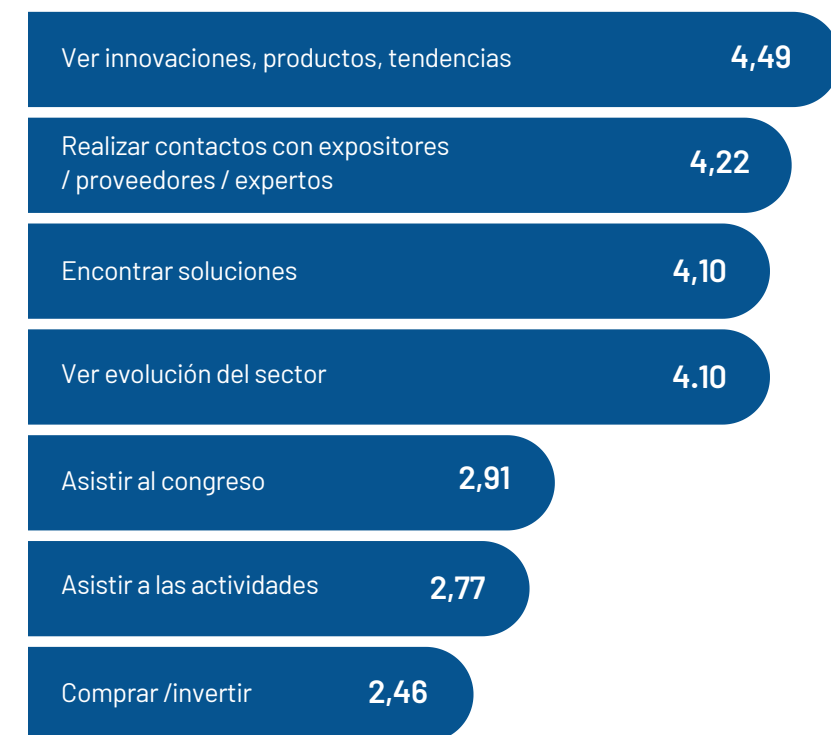 Ver innovaciones, productos, tendencias 4,49
Realizar contactos con expositores
/ proveedores / expertos 4,22
Encontrar soluciones 4,10
Ver evolución del sector 4.10
Asistir al congreso 2,91
Asistir a las actividades 2,77
Comprar /invertir 2,46